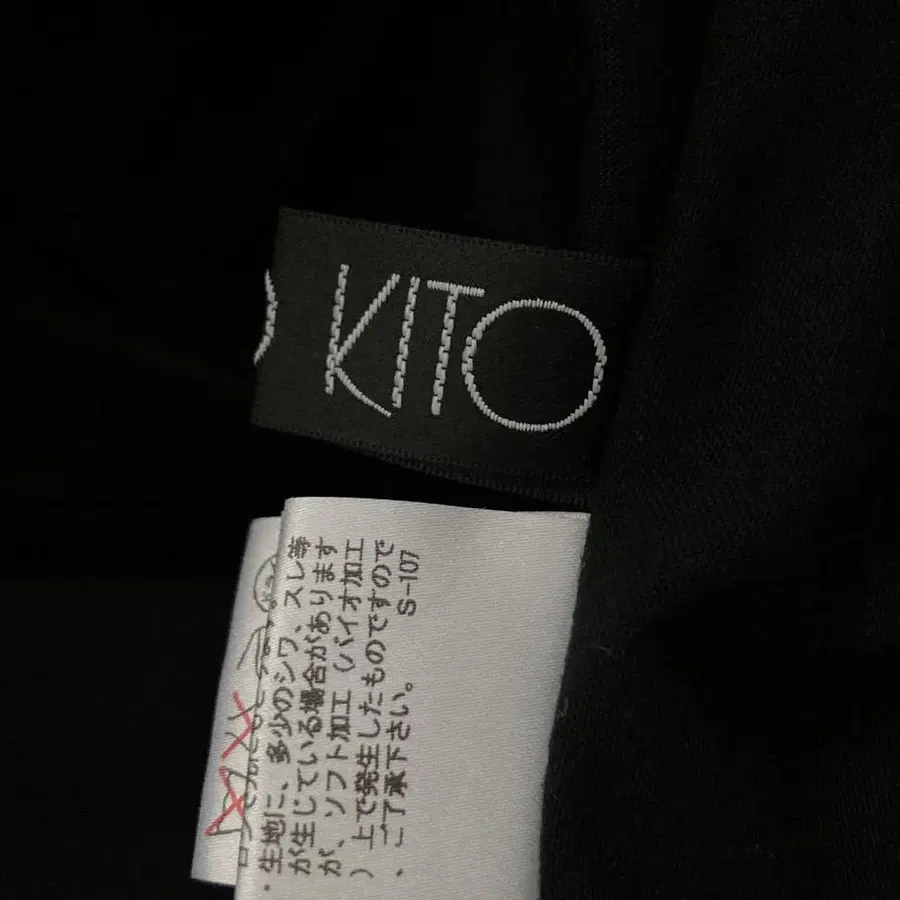 KITO
・生地に、多少のシワ、スレ等
が生じている場合があります
が、ソフト加工（バイオ加工
）上で発生したものですので
、ご了承下さい。 S-107